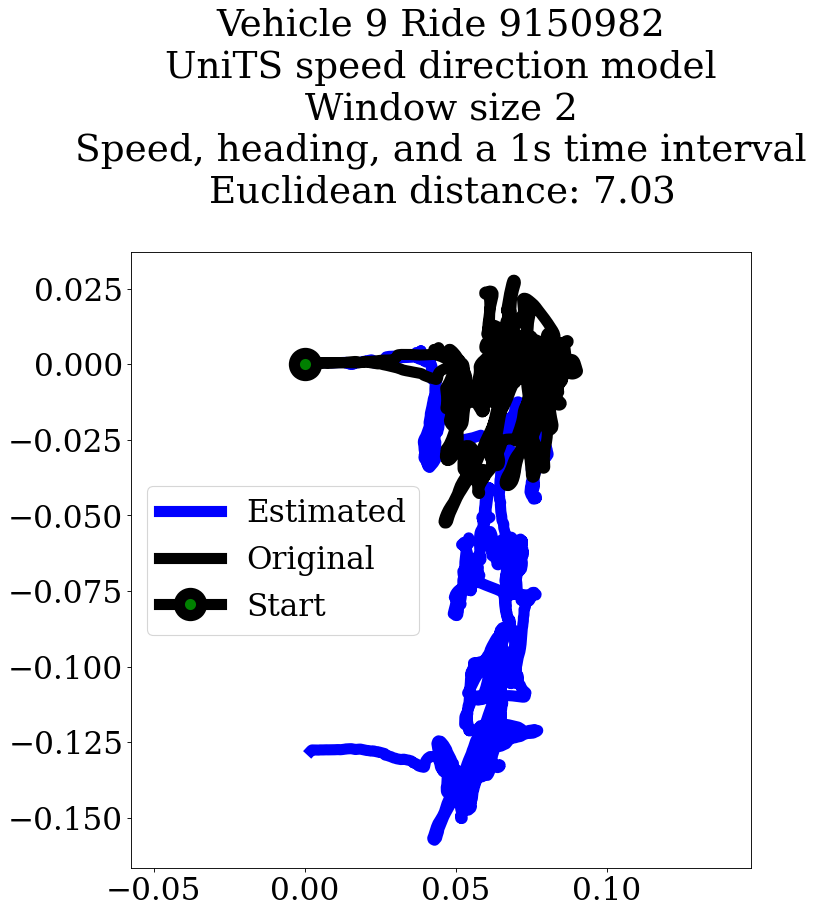 Vehicle 9 Ride 9150982
UniTS speed direction model
Window size 2
Speed, heading, and a 1s time interval
Euclidean distance: 7.03
0.025
0.000
−0.025
−0.050
−0.075
−0.100
−0.125
−0.150
Estimated
Original
Start
−0.05
0.00
0.05
0.10